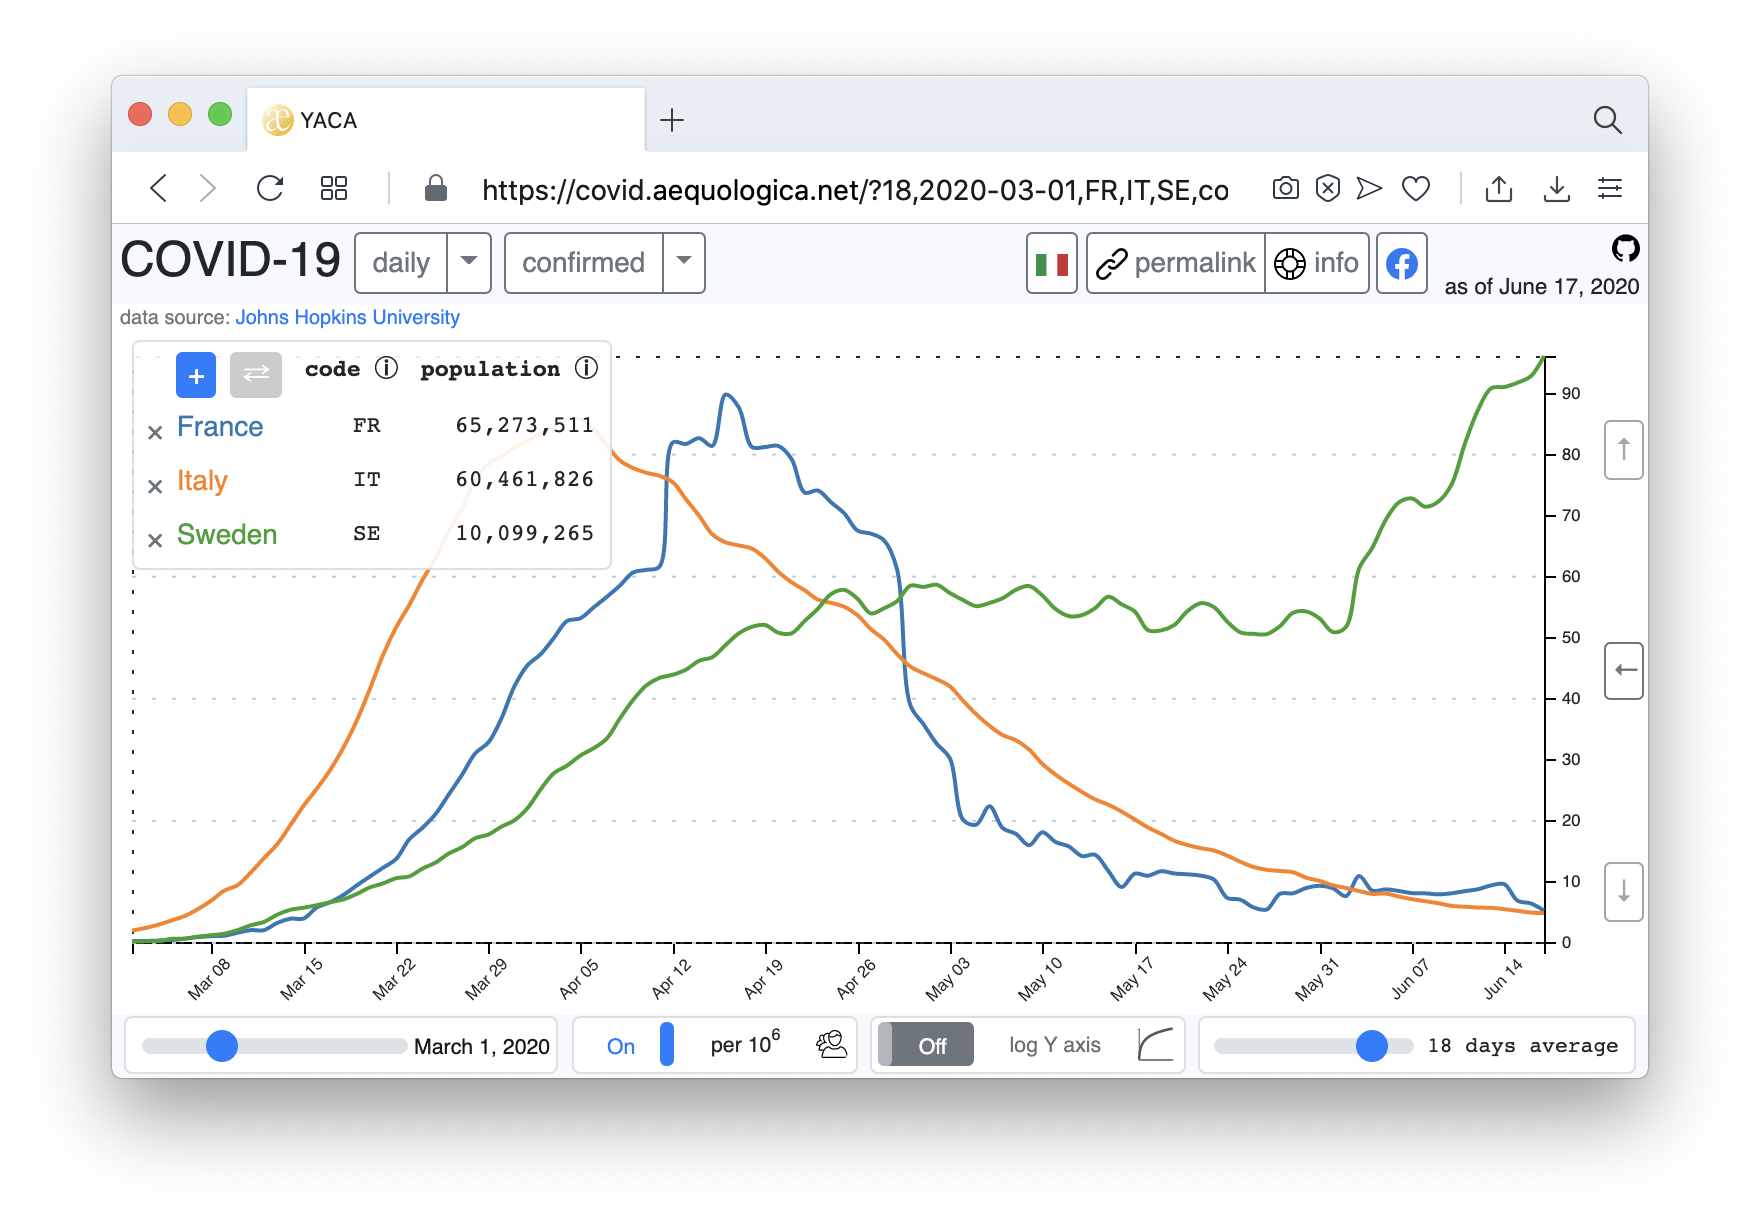 YACA
https://covid.aequologica.net/?18,2020-03-01,FR,IT,SE,co
COVID-19 daily confirmed permalink info
as of June 17, 2020
data source: Johns Hopkins University
+ code population
× France FR 65,273,511
× Italy IT 60,461,826
× Sweden SE 10,099,265
90
80
70
60
50
40
30
20
10
0
Mar 08 Mar 15 Mar 22 Mar 29 Apr 05 Apr 12 Apr 19 Apr 26 May 03 May 10 May 17 May 24 May 31 Jun 07 Jun 14
March 1, 2020 On per 10⁶ Off log Y axis 18 days average